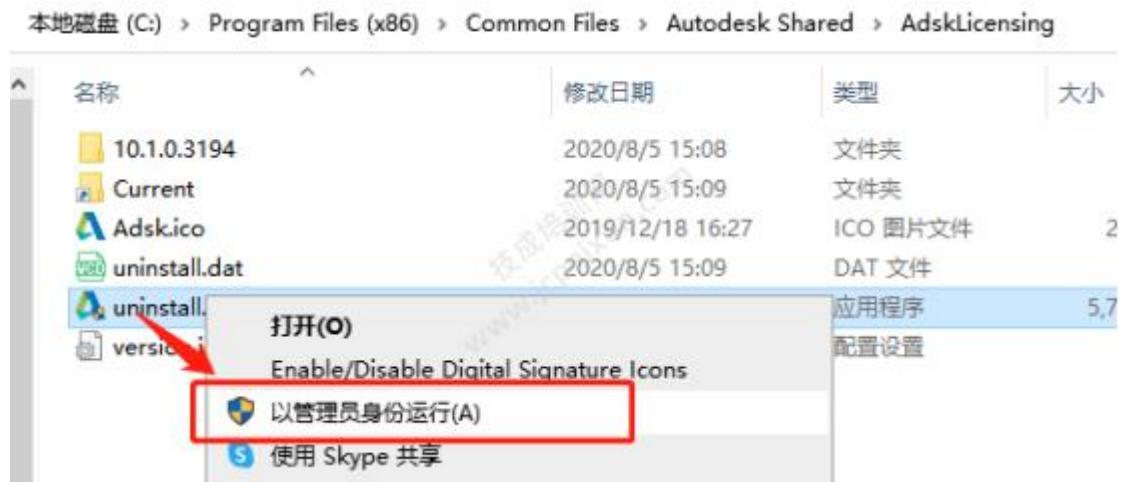 本地磁盘 (C:) › Program Files (x86) › Common Files › Autodesk Shared › AdskLicensing
名称 修改日期 类型 大小
10.1.0.3194 2020/8/5 15:08 文件夹
Current 2020/8/5 15:09 文件夹
Adsk.ico 2019/12/18 16:27 ICO 图片文件 2
uninstall.dat 2020/8/5 15:09 DAT 文件
uninstall. 应用程序 5,7
versio 配置设置
打开(O)
Enable/Disable Digital Signature Icons
以管理员身份运行(A)
使用 Skype 共享